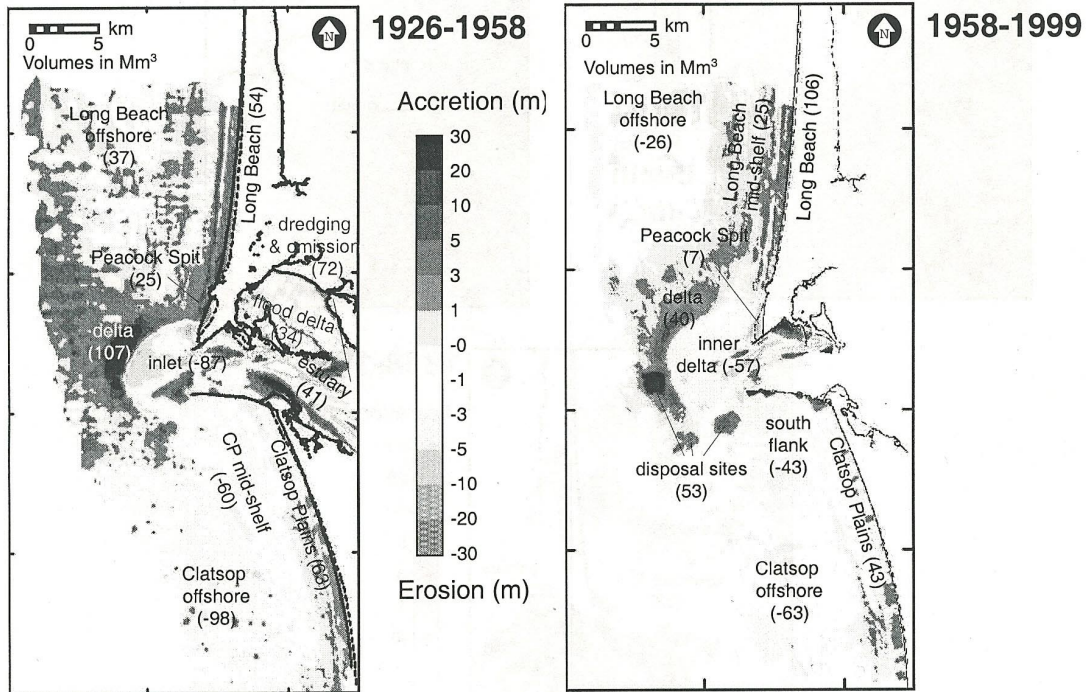 N
km
0 5
Volumes in Mm³
1926-1958
Long Beach
offshore
(37)
Long Beach (54)
dredging
& omission
(72)
Peacock Spit
(25)
flood delta
(34)
delta
(107)
inlet (-87)
estuary
(41)
CP mid-shelf
(-60)
Clatsop Plains (63)
Clatsop
offshore
(-98)
Accretion (m)
30
20
10
5
3
1
-0
-1
-3
-5
-10
-20
-30
Erosion (m)
N
km
0 5
Volumes in Mm³
1958-1999
Long Beach
offshore
(-26)
Long Beach
mid-shelf (25)
Long Beach (106)
Peacock Spit
(7)
delta
(40)
inner
delta (-57)
south
flank
(-43)
disposal sites
(53)
Clatsop Plains (43)
Clatsop
offshore
(-63)